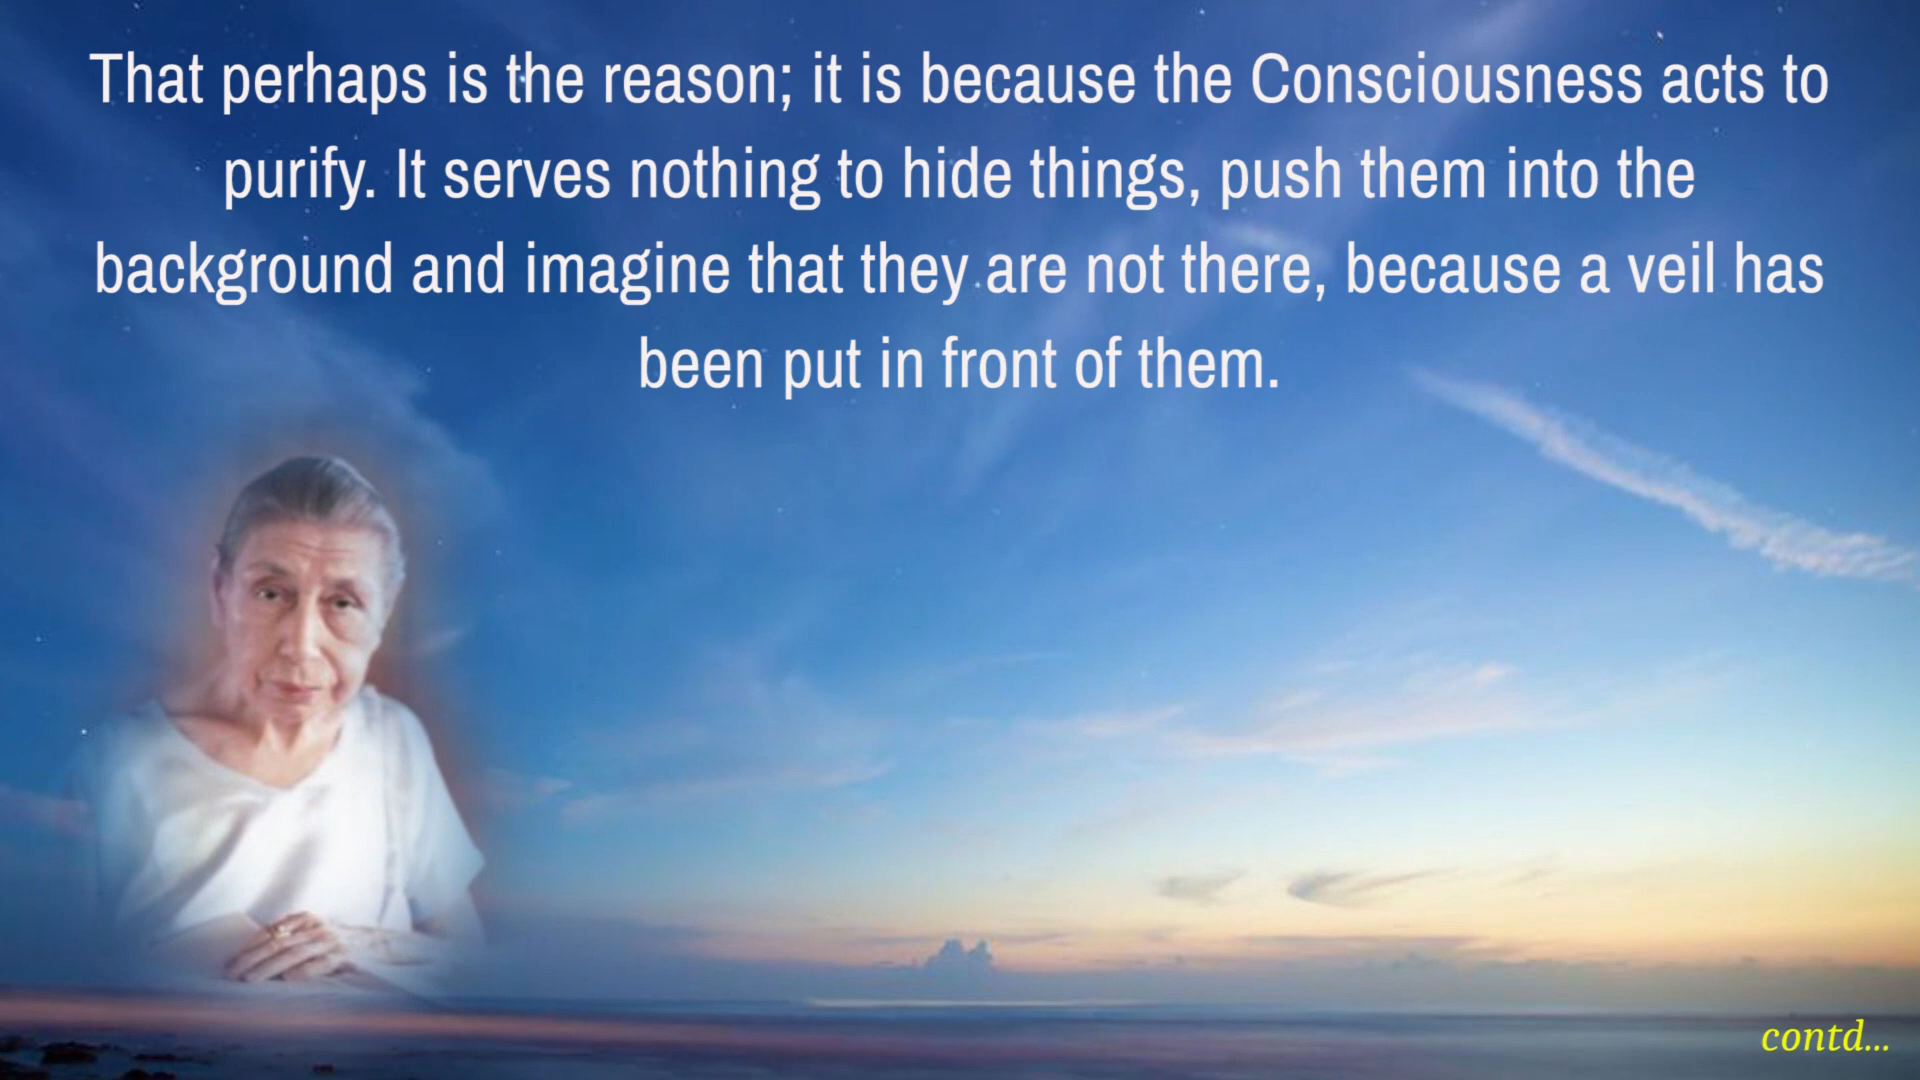 That perhaps is the reason; it is because the Consciousness acts to
purify. It serves nothing to hide things, push them into the
background and imagine that they are not there, because a veil has
been put in front of them.
contd...